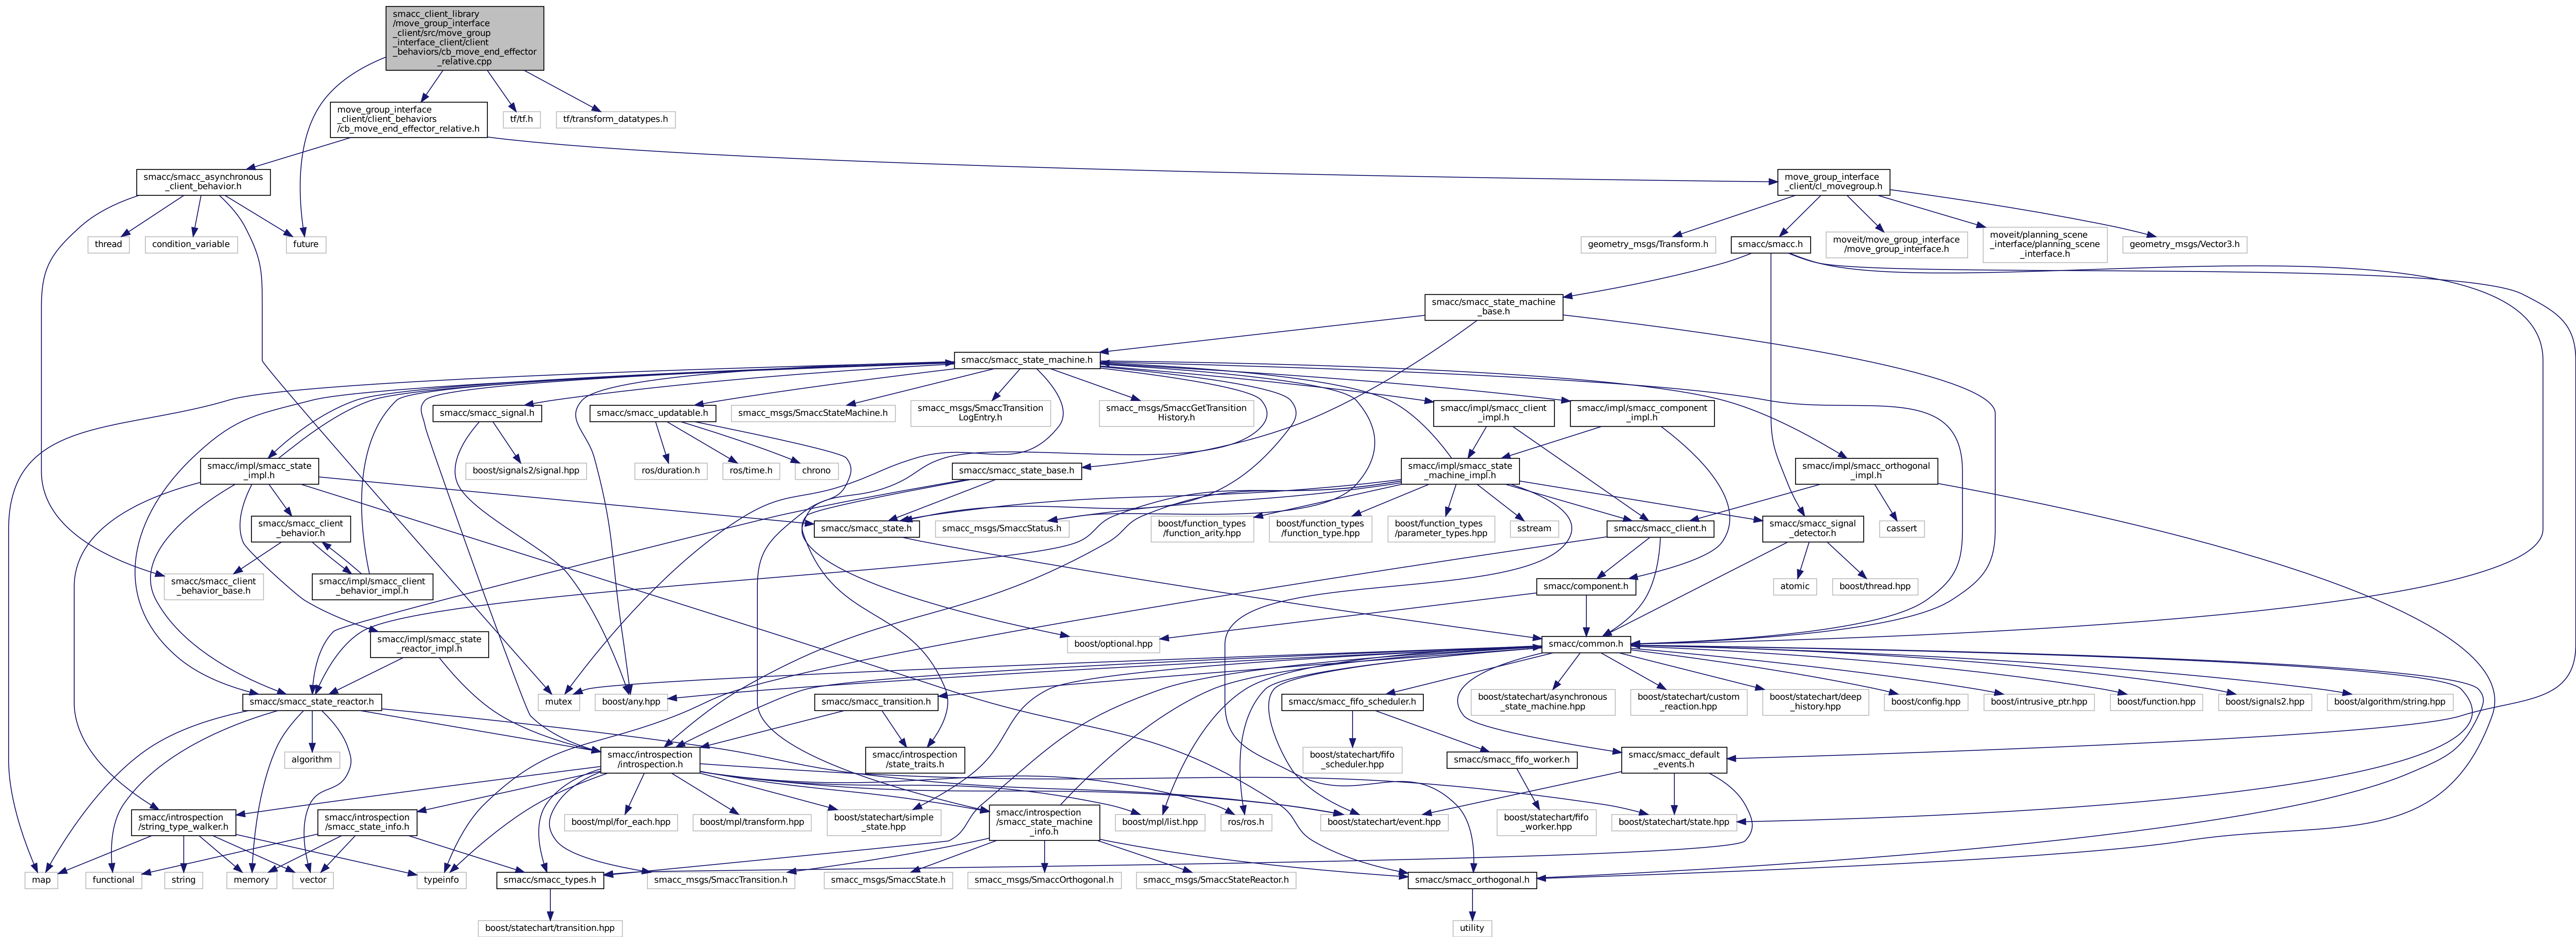 smacc_client_library
/move_group_interface
_client/src/move_group
_interface_client/client
_behaviors/cb_move_end_effector
_relative.cpp
move_group_interface
_client/client_behaviors
/cb_move_end_effector_relative.h
tf/tf.h
tf/transform_datatypes.h
smacc/smacc_asynchronous
_client_behavior.h
move_group_interface
_client/cl_movegroup.h
thread
condition_variable
future
geometry_msgs/Transform.h
smacc/smacc.h
moveit/move_group_interface
/move_group_interface.h
moveit/planning_scene
_interface/planning_scene
_interface.h
geometry_msgs/Vector3.h
smacc/smacc_state_machine
_base.h
smacc/smacc_state_machine.h
smacc/smacc_signal.h
smacc/smacc_updatable.h
smacc_msgs/SmaccStateMachine.h
smacc_msgs/SmaccTransition
LogEntry.h
smacc_msgs/SmaccGetTransition
History.h
smacc/impl/smacc_client
_impl.h
smacc/impl/smacc_component
_impl.h
smacc/impl/smacc_state
_impl.h
boost/signals2/signal.hpp
ros/duration.h
ros/time.h
chrono
smacc/smacc_state_base.h
smacc/impl/smacc_state
_machine_impl.h
smacc/impl/smacc_orthogonal
_impl.h
smacc/smacc_client
_behavior.h
smacc/smacc_state.h
smacc_msgs/SmaccStatus.h
boost/function_types
/function_arity.hpp
boost/function_types
/function_type.hpp
boost/function_types
/parameter_types.hpp
sstream
smacc/smacc_client.h
smacc/smacc_signal
_detector.h
cassert
smacc/smacc_client
_behavior_base.h
smacc/impl/smacc_client
_behavior_impl.h
smacc/component.h
atomic
boost/thread.hpp
smacc/impl/smacc_state
_reactor_impl.h
boost/optional.hpp
smacc/common.h
smacc/smacc_state_reactor.h
mutex
boost/any.hpp
smacc/smacc_transition.h
smacc/smacc_fifo_scheduler.h
boost/statechart/asynchronous
_state_machine.hpp
boost/statechart/custom
_reaction.hpp
boost/statechart/deep
_history.hpp
boost/config.hpp
boost/intrusive_ptr.hpp
boost/function.hpp
boost/signals2.hpp
boost/algorithm/string.hpp
algorithm
smacc/introspection
/introspection.h
smacc/introspection
/state_traits.h
boost/statechart/fifo
_scheduler.hpp
smacc/smacc_fifo_worker.h
smacc/smacc_default
_events.h
smacc/introspection
/string_type_walker.h
smacc/introspection
/smacc_state_info.h
boost/mpl/for_each.hpp
boost/mpl/transform.hpp
boost/statechart/simple
_state.hpp
smacc/introspection
/smacc_state_machine
_info.h
boost/mpl/list.hpp
ros/ros.h
boost/statechart/event.hpp
boost/statechart/fifo
_worker.hpp
boost/statechart/state.hpp
map
functional
string
memory
vector
typeinfo
smacc/smacc_types.h
smacc_msgs/SmaccTransition.h
smacc_msgs/SmaccState.h
smacc_msgs/SmaccOrthogonal.h
smacc_msgs/SmaccStateReactor.h
smacc/smacc_orthogonal.h
boost/statechart/transition.hpp
utility